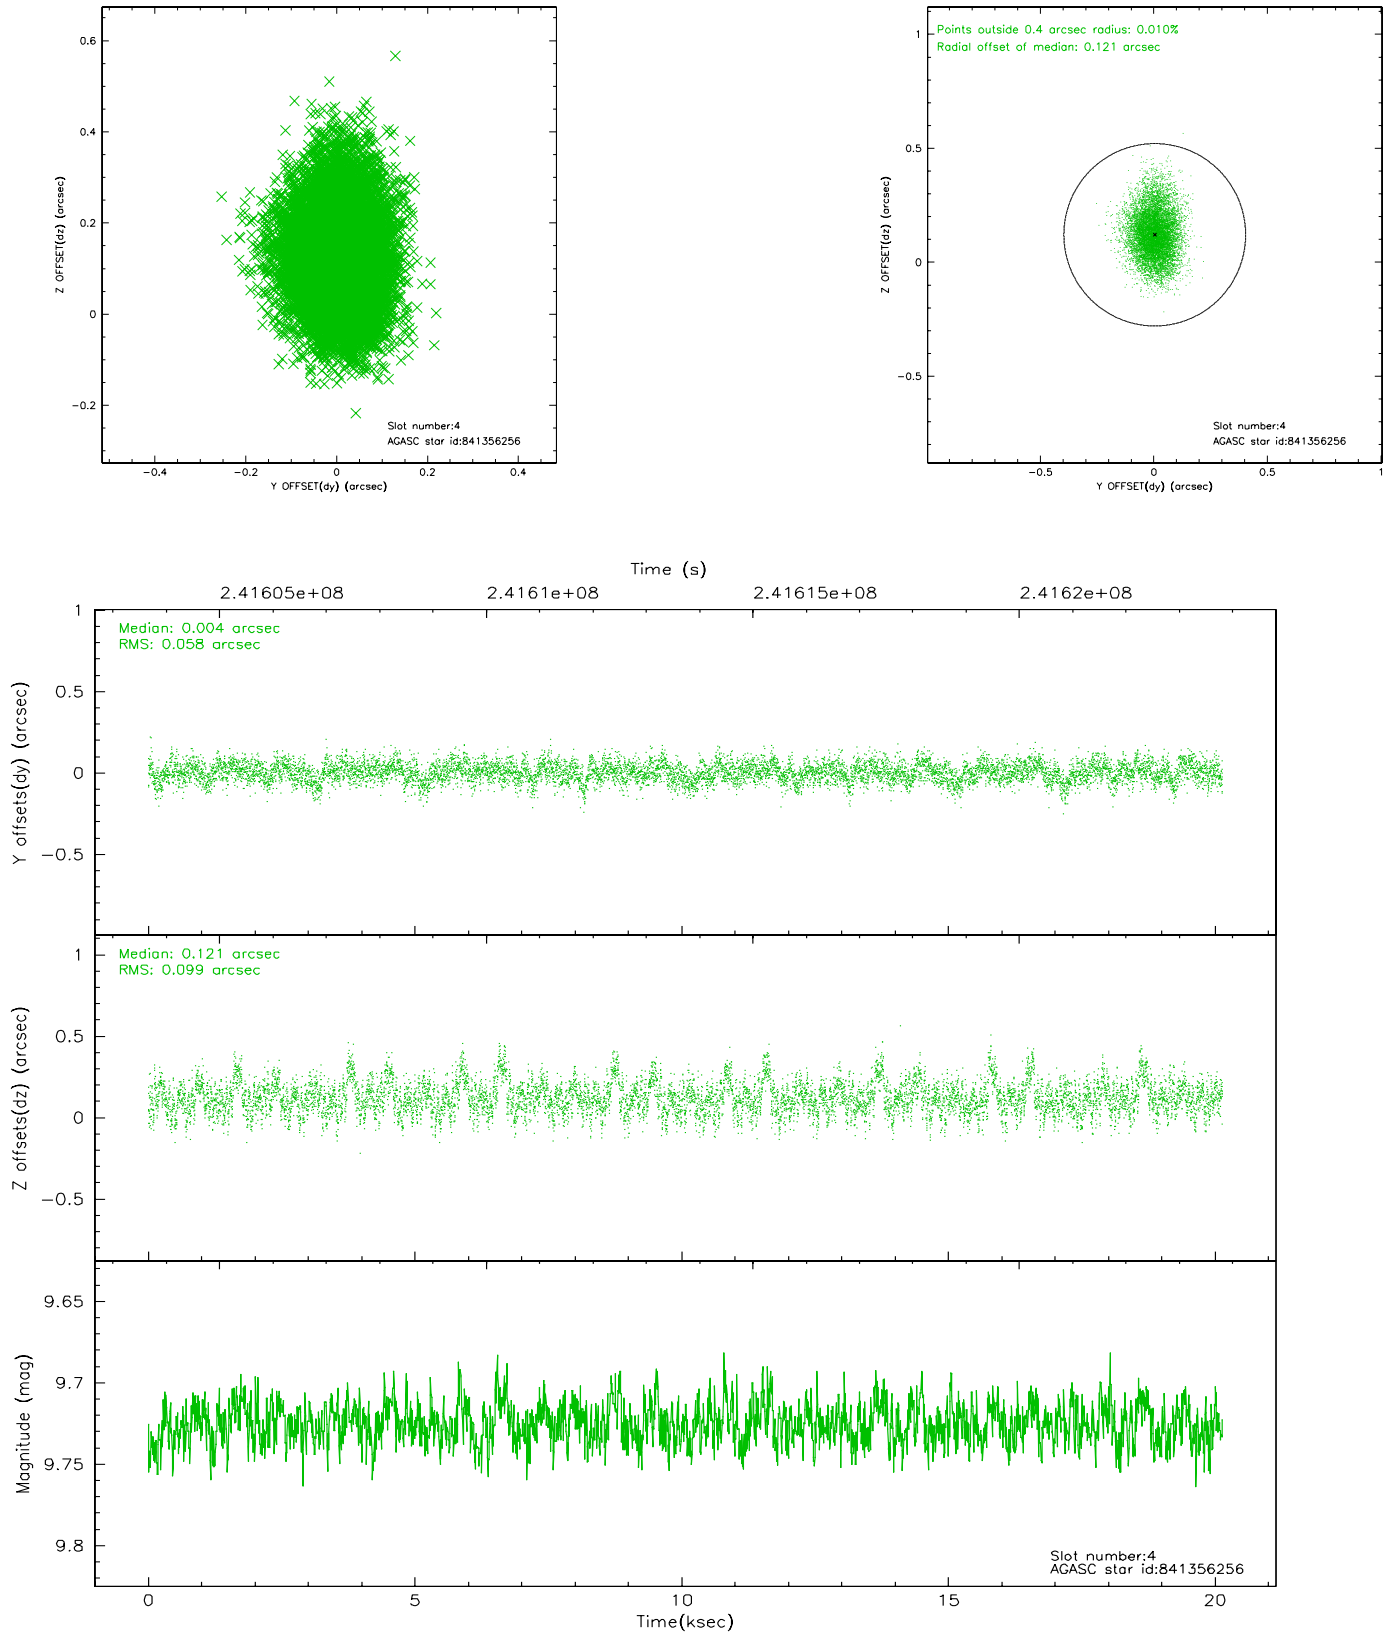 0.6
0.4
0.2
0
−0.2
Z OFFSET(dz) (arcsec)
Slot number:4
AGASC star id:841356256
−0.4 −0.2 0 0.2 0.4
Y OFFSET(dy) (arcsec)
Points outside 0.4 arcsec radius: 0.010%
Radial offset of median: 0.121 arcsec
1
0.5
0
−0.5
Z OFFSET(dz) (arcsec)
Slot number:4
AGASC star id:841356256
−0.5 0 0.5 1
Y OFFSET(dy) (arcsec)
Time (s)
2.41605e+08 2.4161e+08 2.41615e+08 2.4162e+08
Median: 0.004 arcsec
RMS: 0.058 arcsec
1
0.5
0
−0.5
Y offsets(dy) (arcsec)
Median: 0.121 arcsec
RMS: 0.099 arcsec
1
0.5
0
−0.5
Z offsets(dz) (arcsec)
9.65
9.7
9.75
9.8
Magnitude (mag)
Slot number:4
AGASC star id:841356256
0 5 10 15 20
Time(ksec)